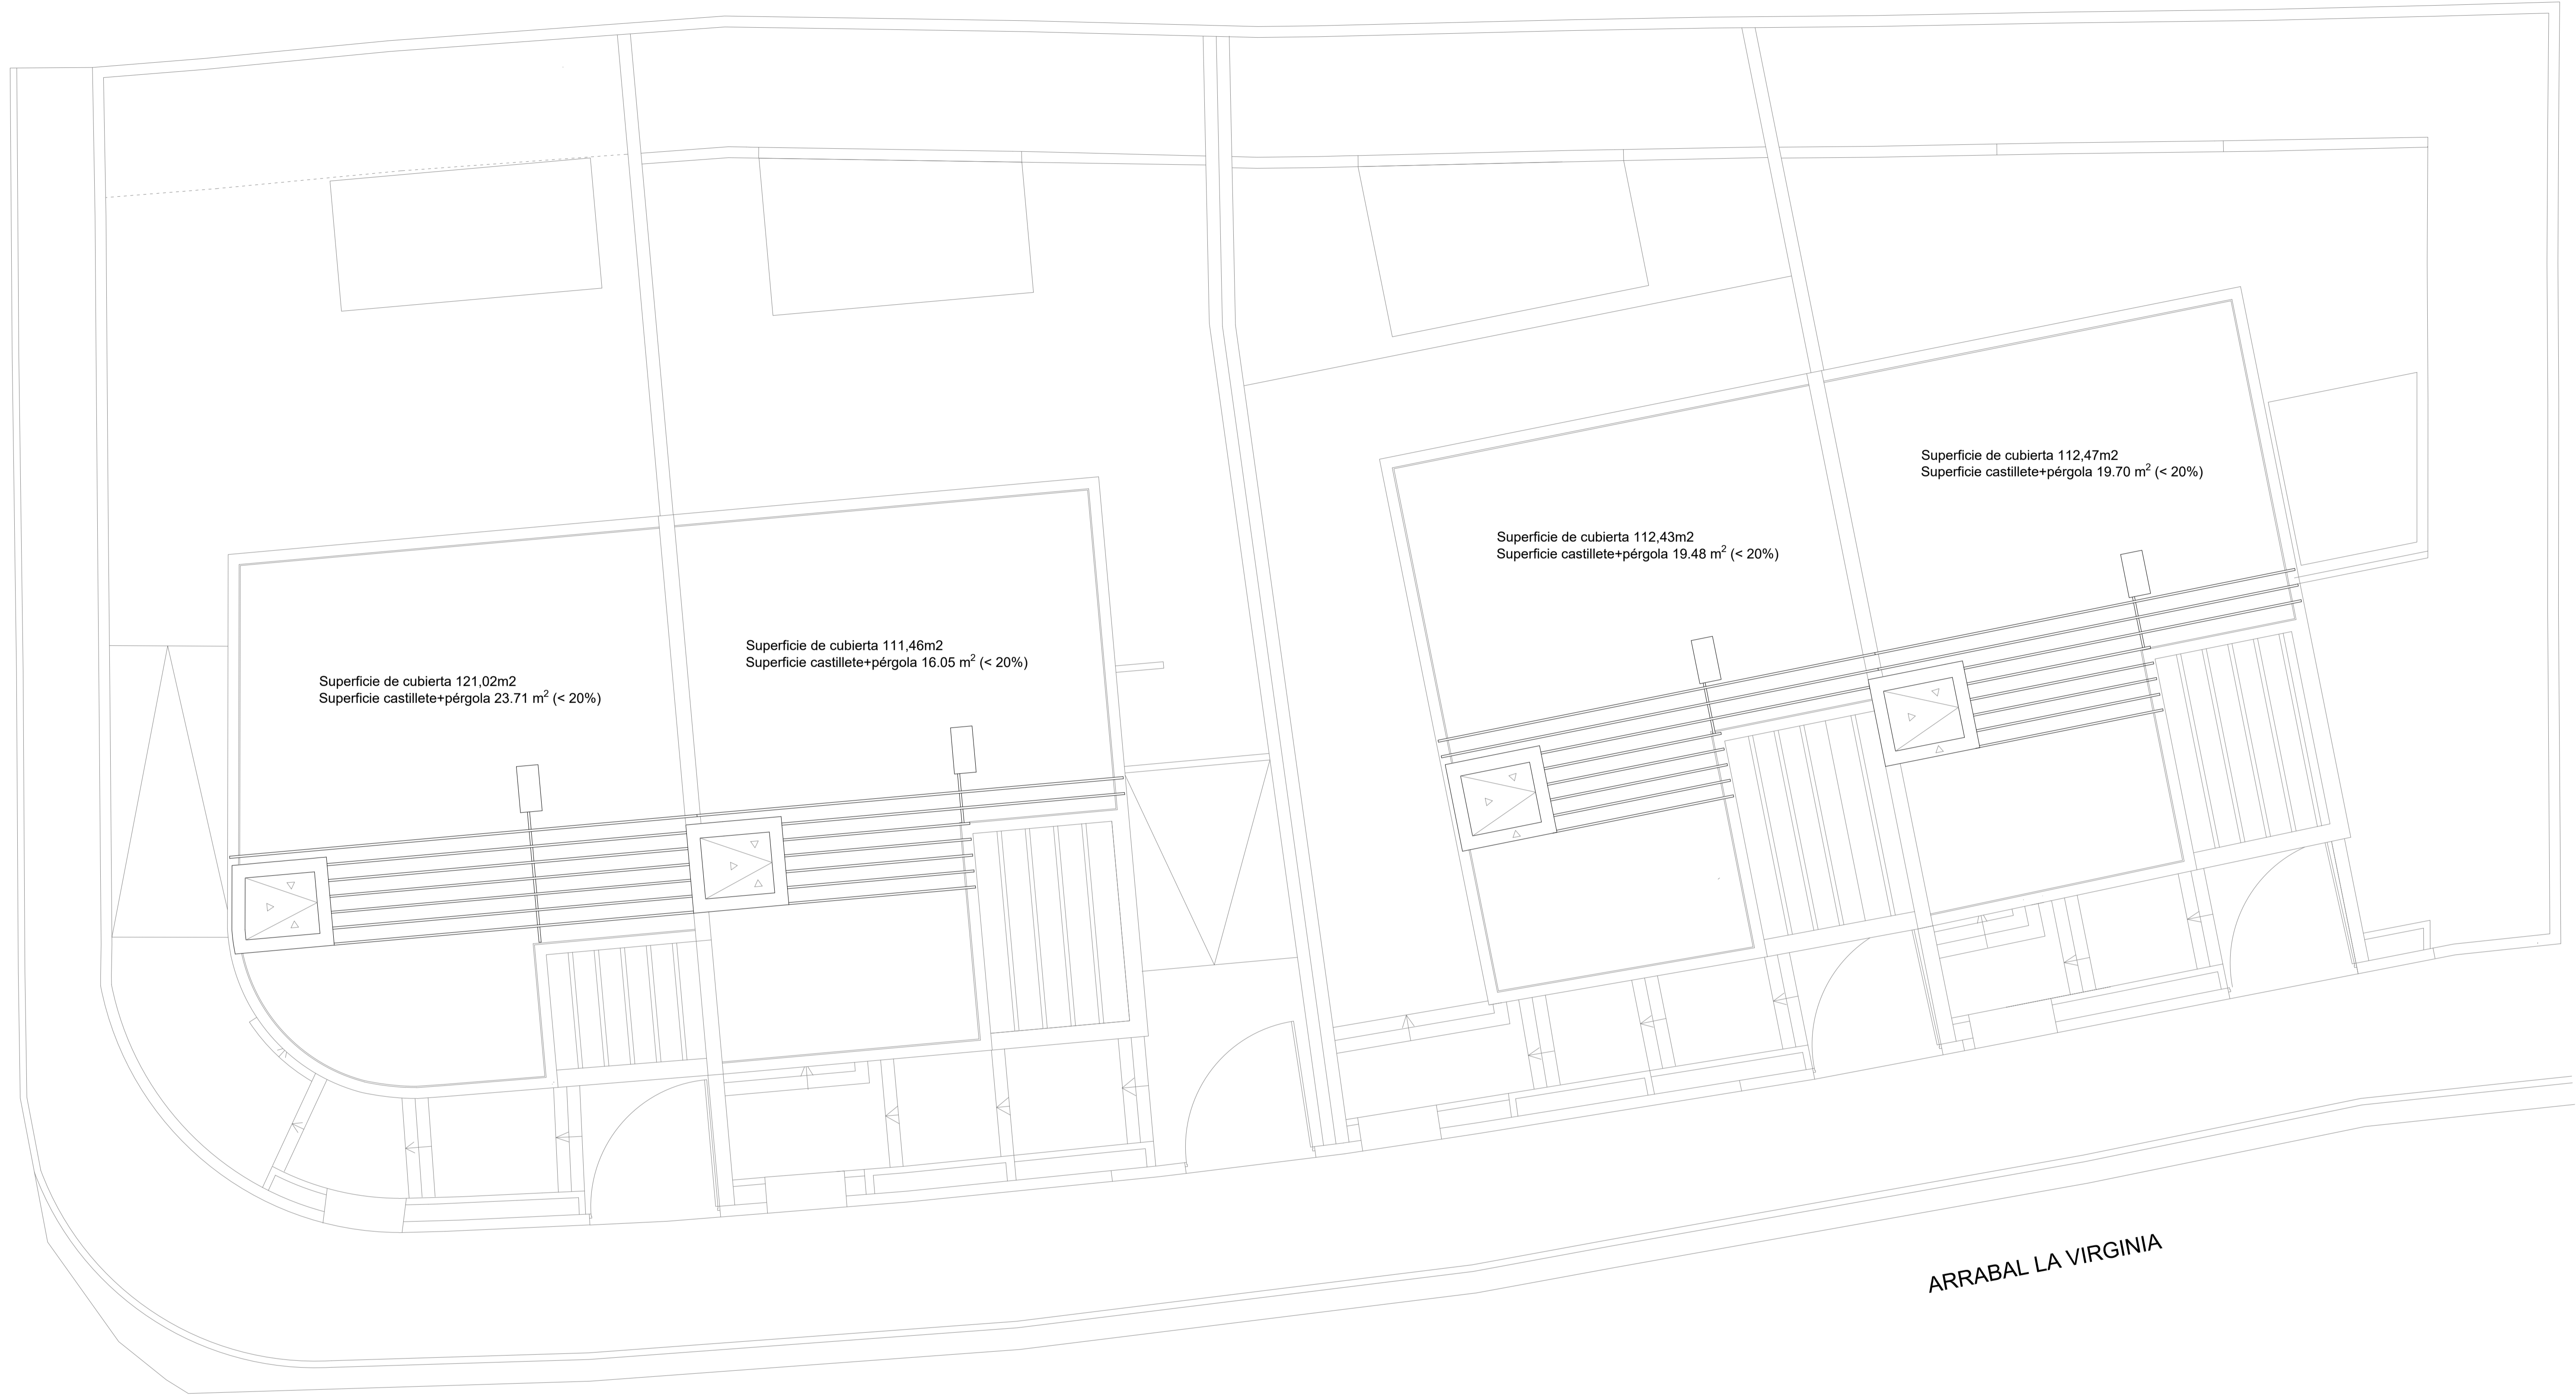 Superficie de cubierta 112,47m2
Superficie castillete+pérgola 19.70 m² (< 20%)
Superficie de cubierta 112,43m2
Superficie castillete+pérgola 19.48 m² (< 20%)
Superficie de cubierta 111,46m2
Superficie castillete+pérgola 16.05 m² (< 20%)
Superficie de cubierta 121,02m2
Superficie castillete+pérgola 23.71 m² (< 20%)
ARRABAL LA VIRGINIA